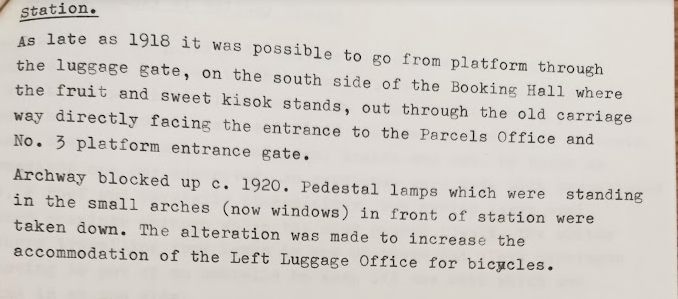 Station.
As late as 1918 it was possible to go from platform through
the luggage gate, on the south side of the Booking Hall where
the fruit and sweet kisok stands, out through the old carriage
way directly facing the entrance to the Parcels Office and
No. 3 platform entrance gate.
Archway blocked up c. 1920. Pedestal lamps which were standing
in the small arches (now windows) in front of station were
taken down. The alteration was made to increase the
accommodation of the Left Luggage Office for bicycles.